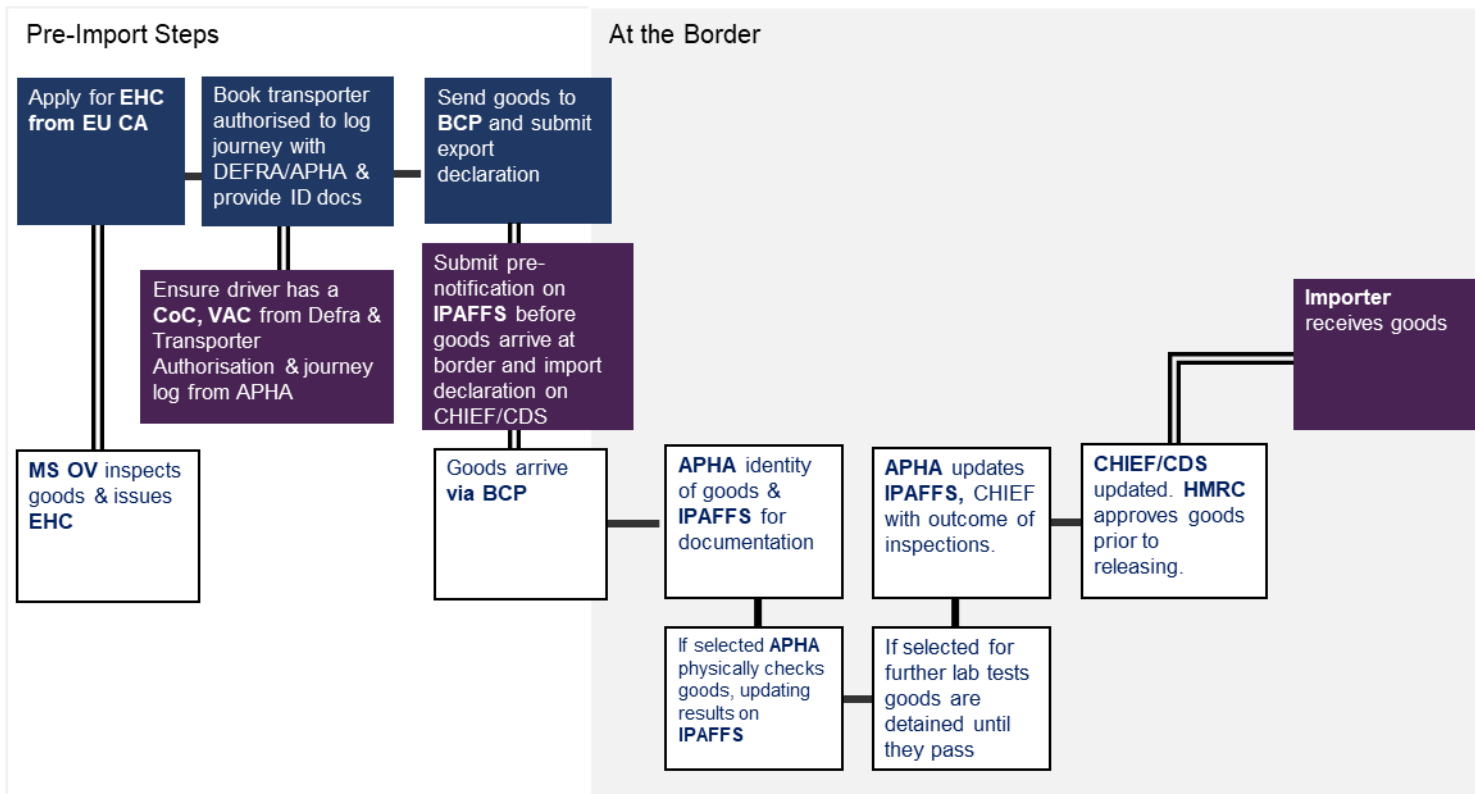 Pre-Import Steps
At the Border
Apply for EHC
from EU CA
Book transporter
authorised to log
journey with
DEFRA/APHA &
provide ID docs
Send goods to
BCP and submit
export
declaration
Ensure driver has a
CoC, VAC from Defra &
Transporter
Authorisation & journey
log from APHA
Submit pre-
notification on
IPAFFS before
goods arrive at
border and import
declaration on
CHIEF/CDS
Importer
receives goods
MS OV inspects
goods & issues
EHC
Goods arrive
via BCP
APHA identity
of goods &
IPAFFS for
documentation
APHA updates
IPAFFS, CHIEF
with outcome of
inspections.
CHIEF/CDS
updated. HMRC
approves goods
prior to
releasing.
If selected APHA
physically checks
goods, updating
results on
IPAFFS
If selected for
further lab tests
goods are
detained until
they pass